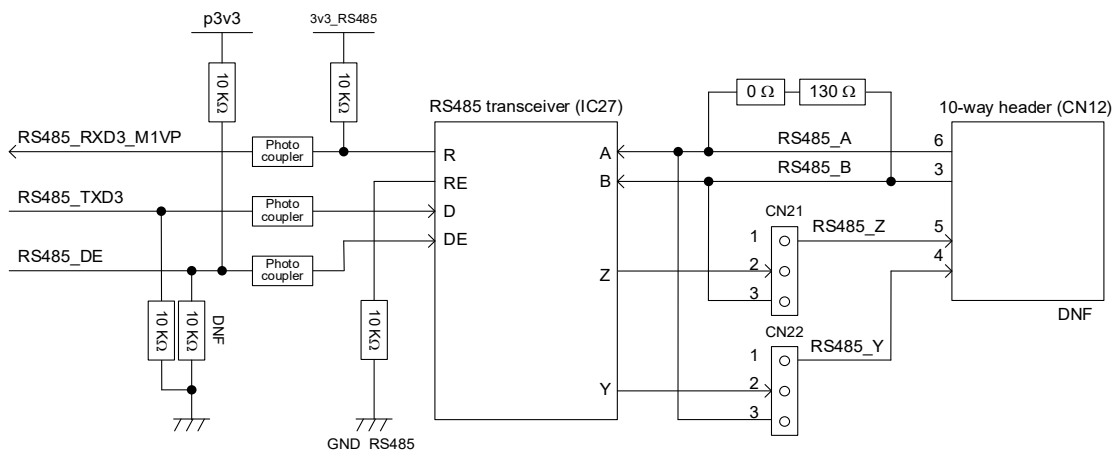 p3v3
3v3_RS485
10 KΩ
10 KΩ
0 Ω
130 Ω
RS485 transceiver (IC27)
10-way header (CN12)
RS485_RXD3_M1VP
Photo
coupler
R
A
RS485_A
6
RE
B
RS485_B
3
RS485_TXD3
Photo
coupler
D
RS485_DE
Photo
coupler
DE
CN21
1
RS485_Z
5
Z
2
4
3
10 KΩ
10 KΩ
DNF
10 KΩ
DNF
CN22
1
RS485_Y
Y
2
3
GND_RS485